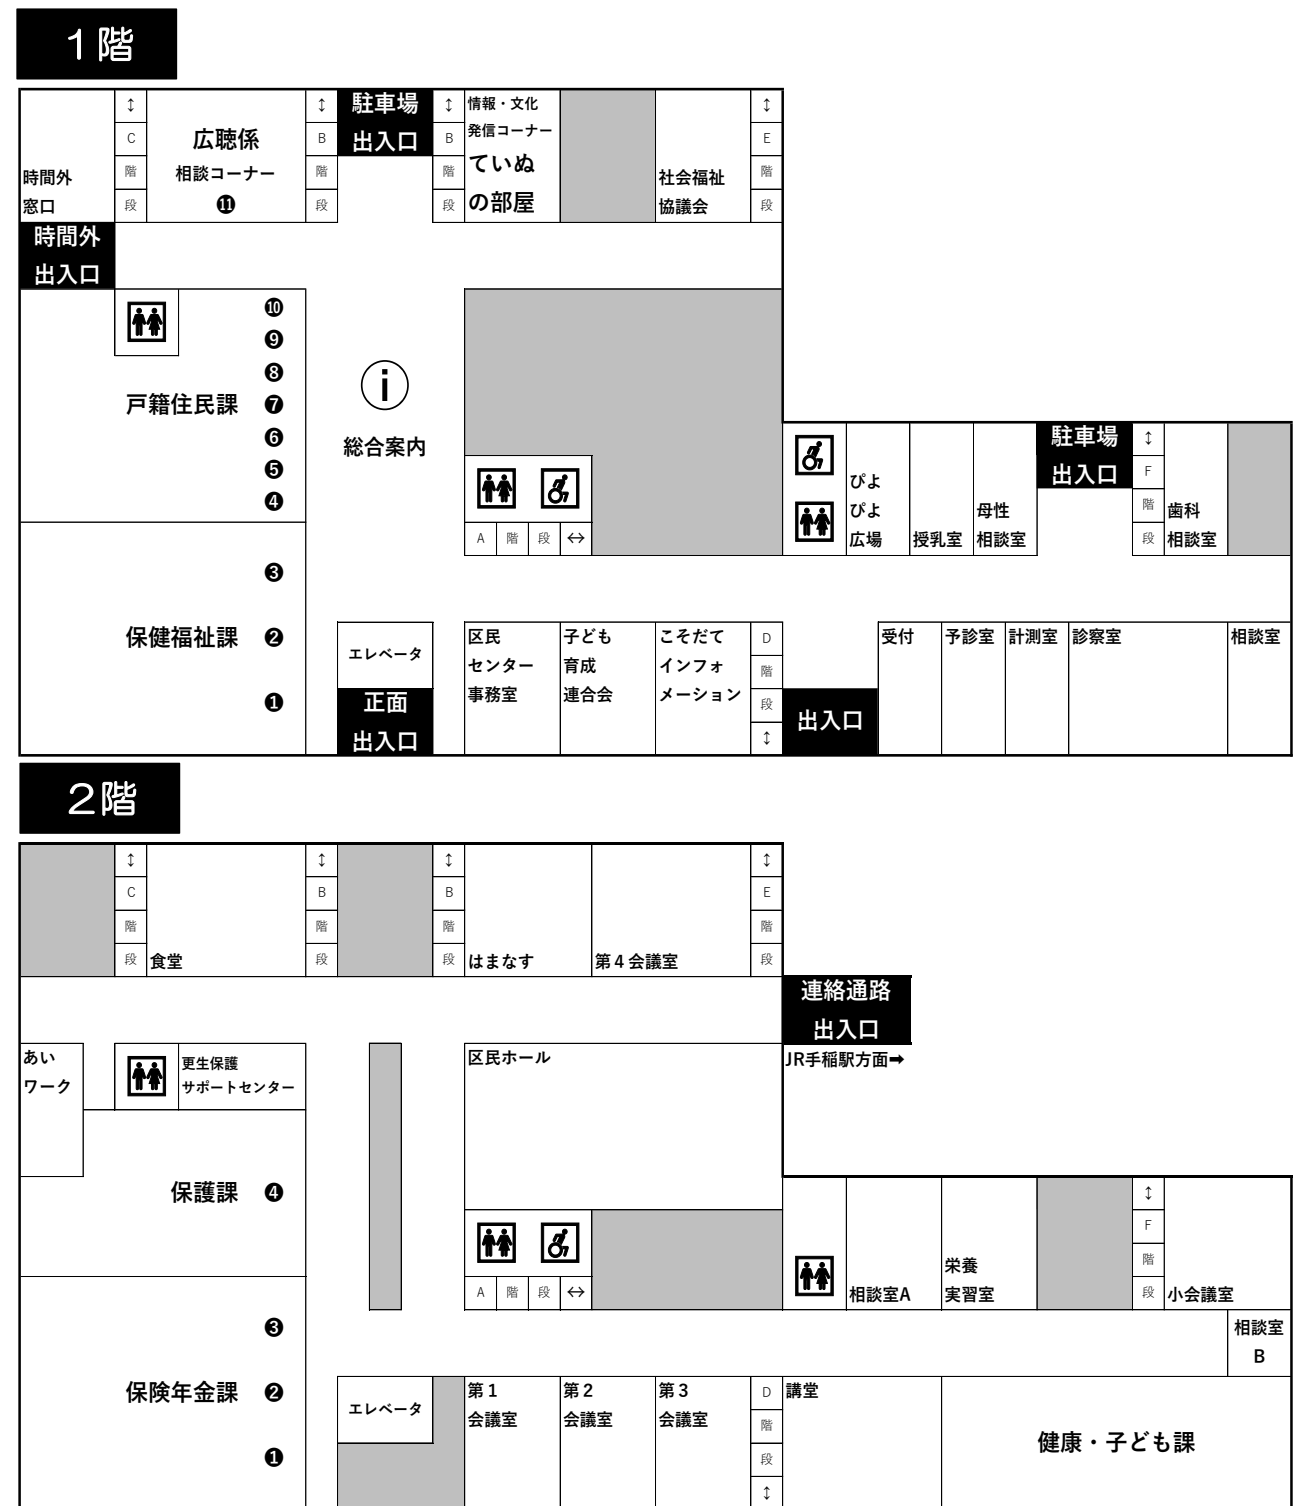 １階
↕
C
階
段
広聴係
相談コーナー
⓫
↕
B
階
段
駐車場
出入口
↕
B
階
段
情報・文化
発信コーナー
ていぬ
の部屋
社会福祉
協議会
↕
E
階
段
時間外
窓口
時間外
出入口
❿
❾
❽
戸籍住民課 ❼
❻
❺
❹
i
総合案内
A 階 段 ↔
ぴよ
ぴよ
広場
授乳室
母性
相談室
駐車場
出入口
↕
F
階
段
歯科
相談室
❸
保健福祉課 ❷
❶
エレベータ
正面
出入口
区民
センター
事務室
子ども
育成
連合会
こそだて
インフォ
メーション
D
階
段
↕
出入口
受付
予診室
計測室
診察室
相談室
２階
↕
C
階
段
食堂
↕
B
階
段
↕
B
階
段
はまなす
第４会議室
↕
E
階
段
連絡通路
出入口
JR手稲駅方面➡
あい
ワーク
更生保護
サポートセンター
区民ホール
保護課 ❹
A 階 段 ↔
相談室A
栄養
実習室
↕
F
階
段
小会議室
相談室
B
❸
保険年金課 ❷
❶
エレベータ
第１
会議室
第２
会議室
第３
会議室
D
階
段
↕
講堂
健康・子ども課